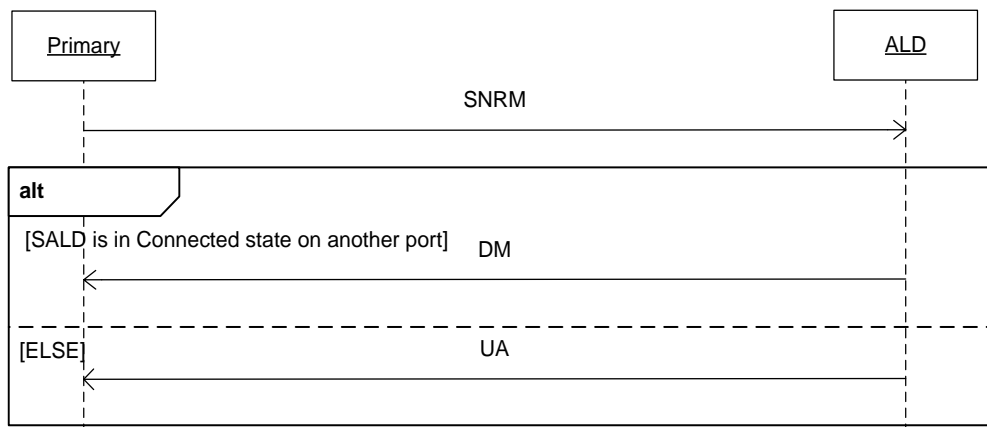 Primary
ALD
SNRM
alt
[SALD is in Connected state on another port]
DM
[ELSE]
UA